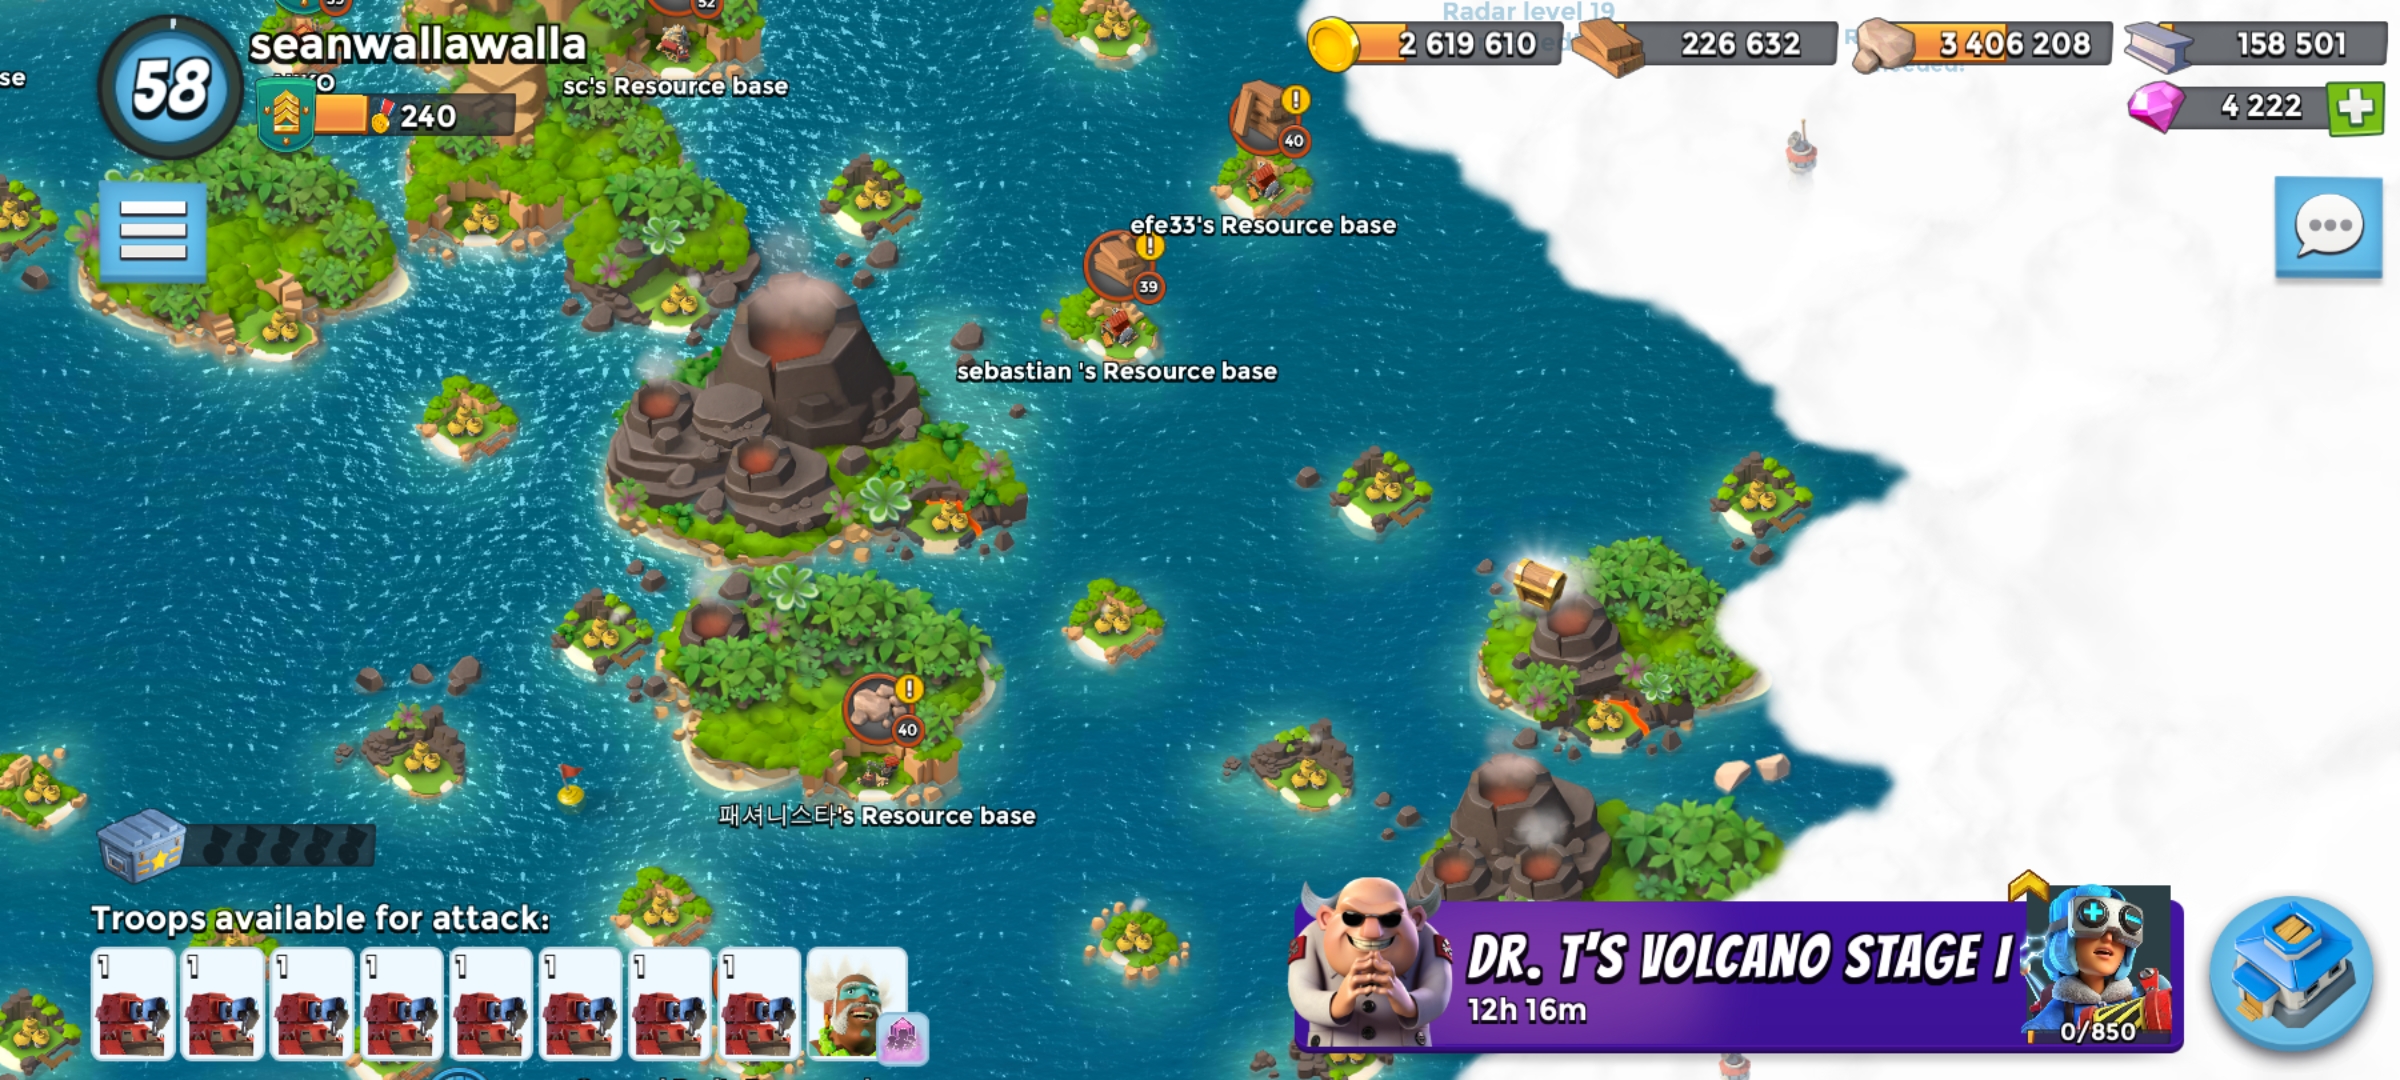 Radar level 19
58
seanwallawalla
240
2 619 610
226 632
3 406 208
158 501
4 222
52
sc's Resource base
se
40
efe33's Resource base
39
sebastian 's Resource base
40
패셔니스타's Resource base
Troops available for attack:
1 1 1 1 1 1 1 1
DR. T'S VOLCANO STAGE I
12h 16m
0/850